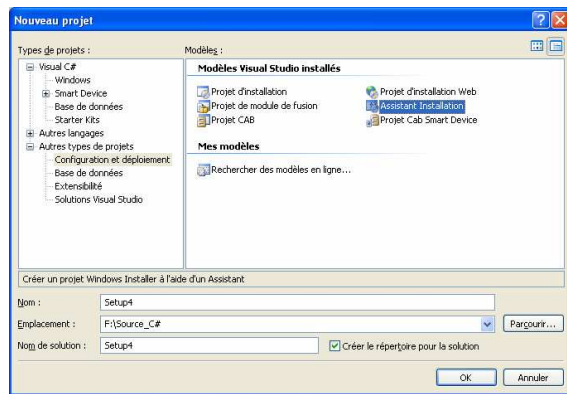 Nouveau projet
Types de projets :
Modèles :
Visual C#
Windows
Smart Device
Base de données
Starter Kits
Autres langages
Autres types de projets
Configuration et déploiement
Base de données
Extensibilité
Solutions Visual Studio
Modèles Visual Studio installés
Projet d'installation
Projet d'installation Web
Projet de module de fusion
Assistant Installation
Projet CAB
Projet Cab Smart Device
Mes modèles
Rechercher des modèles en ligne...
Créer un projet Windows Installer à l'aide d'un Assistant
Nom :
Setup4
Emplacement :
F:\Source_C#
Parcourir...
Nom de solution :
Setup4
Créer le répertoire pour la solution
OK
Annuler